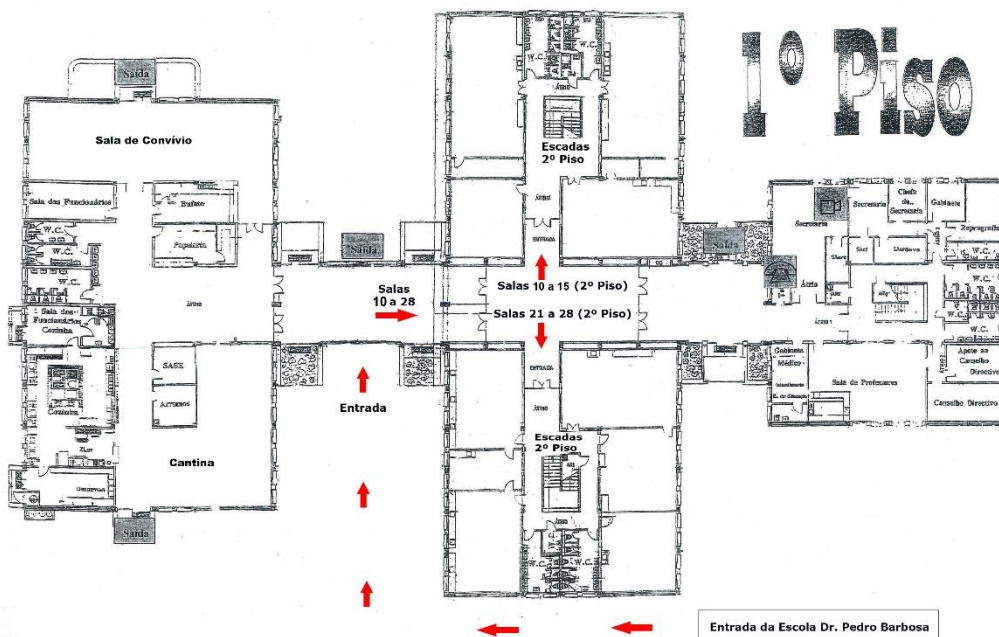 1º Piso
Saída
Sala de Convívio
Sala dos Funcionários
Bufete
Papelaria
W.C.
W.C.
W.C.
Sala dos
Funcionários
Cozinha
Cozinha
Átrio
SASE
Cantina
Saída
Saída
Entrada
Salas
10 a 28
W.C.
W.C.
Átrio
Escadas
2º Piso
Átrio
ENTRADA
Salas 10 a 15 (2º Piso)
Salas 21 a 28 (2º Piso)
ENTRADA
Átrio
Escadas
2º Piso
Átrio
W.C.
W.C.
Saída
Secretaria
Secretaria
Chefe
de
Secretaria
Gabinete
Reprografia
W.C.
Átrio
W.C.
W.C.
Gabinete
Médico
Sala de Professores
Apoio ao
Conselho
Directivo
Conselho Directivo
Entrada da Escola Dr. Pedro Barbosa